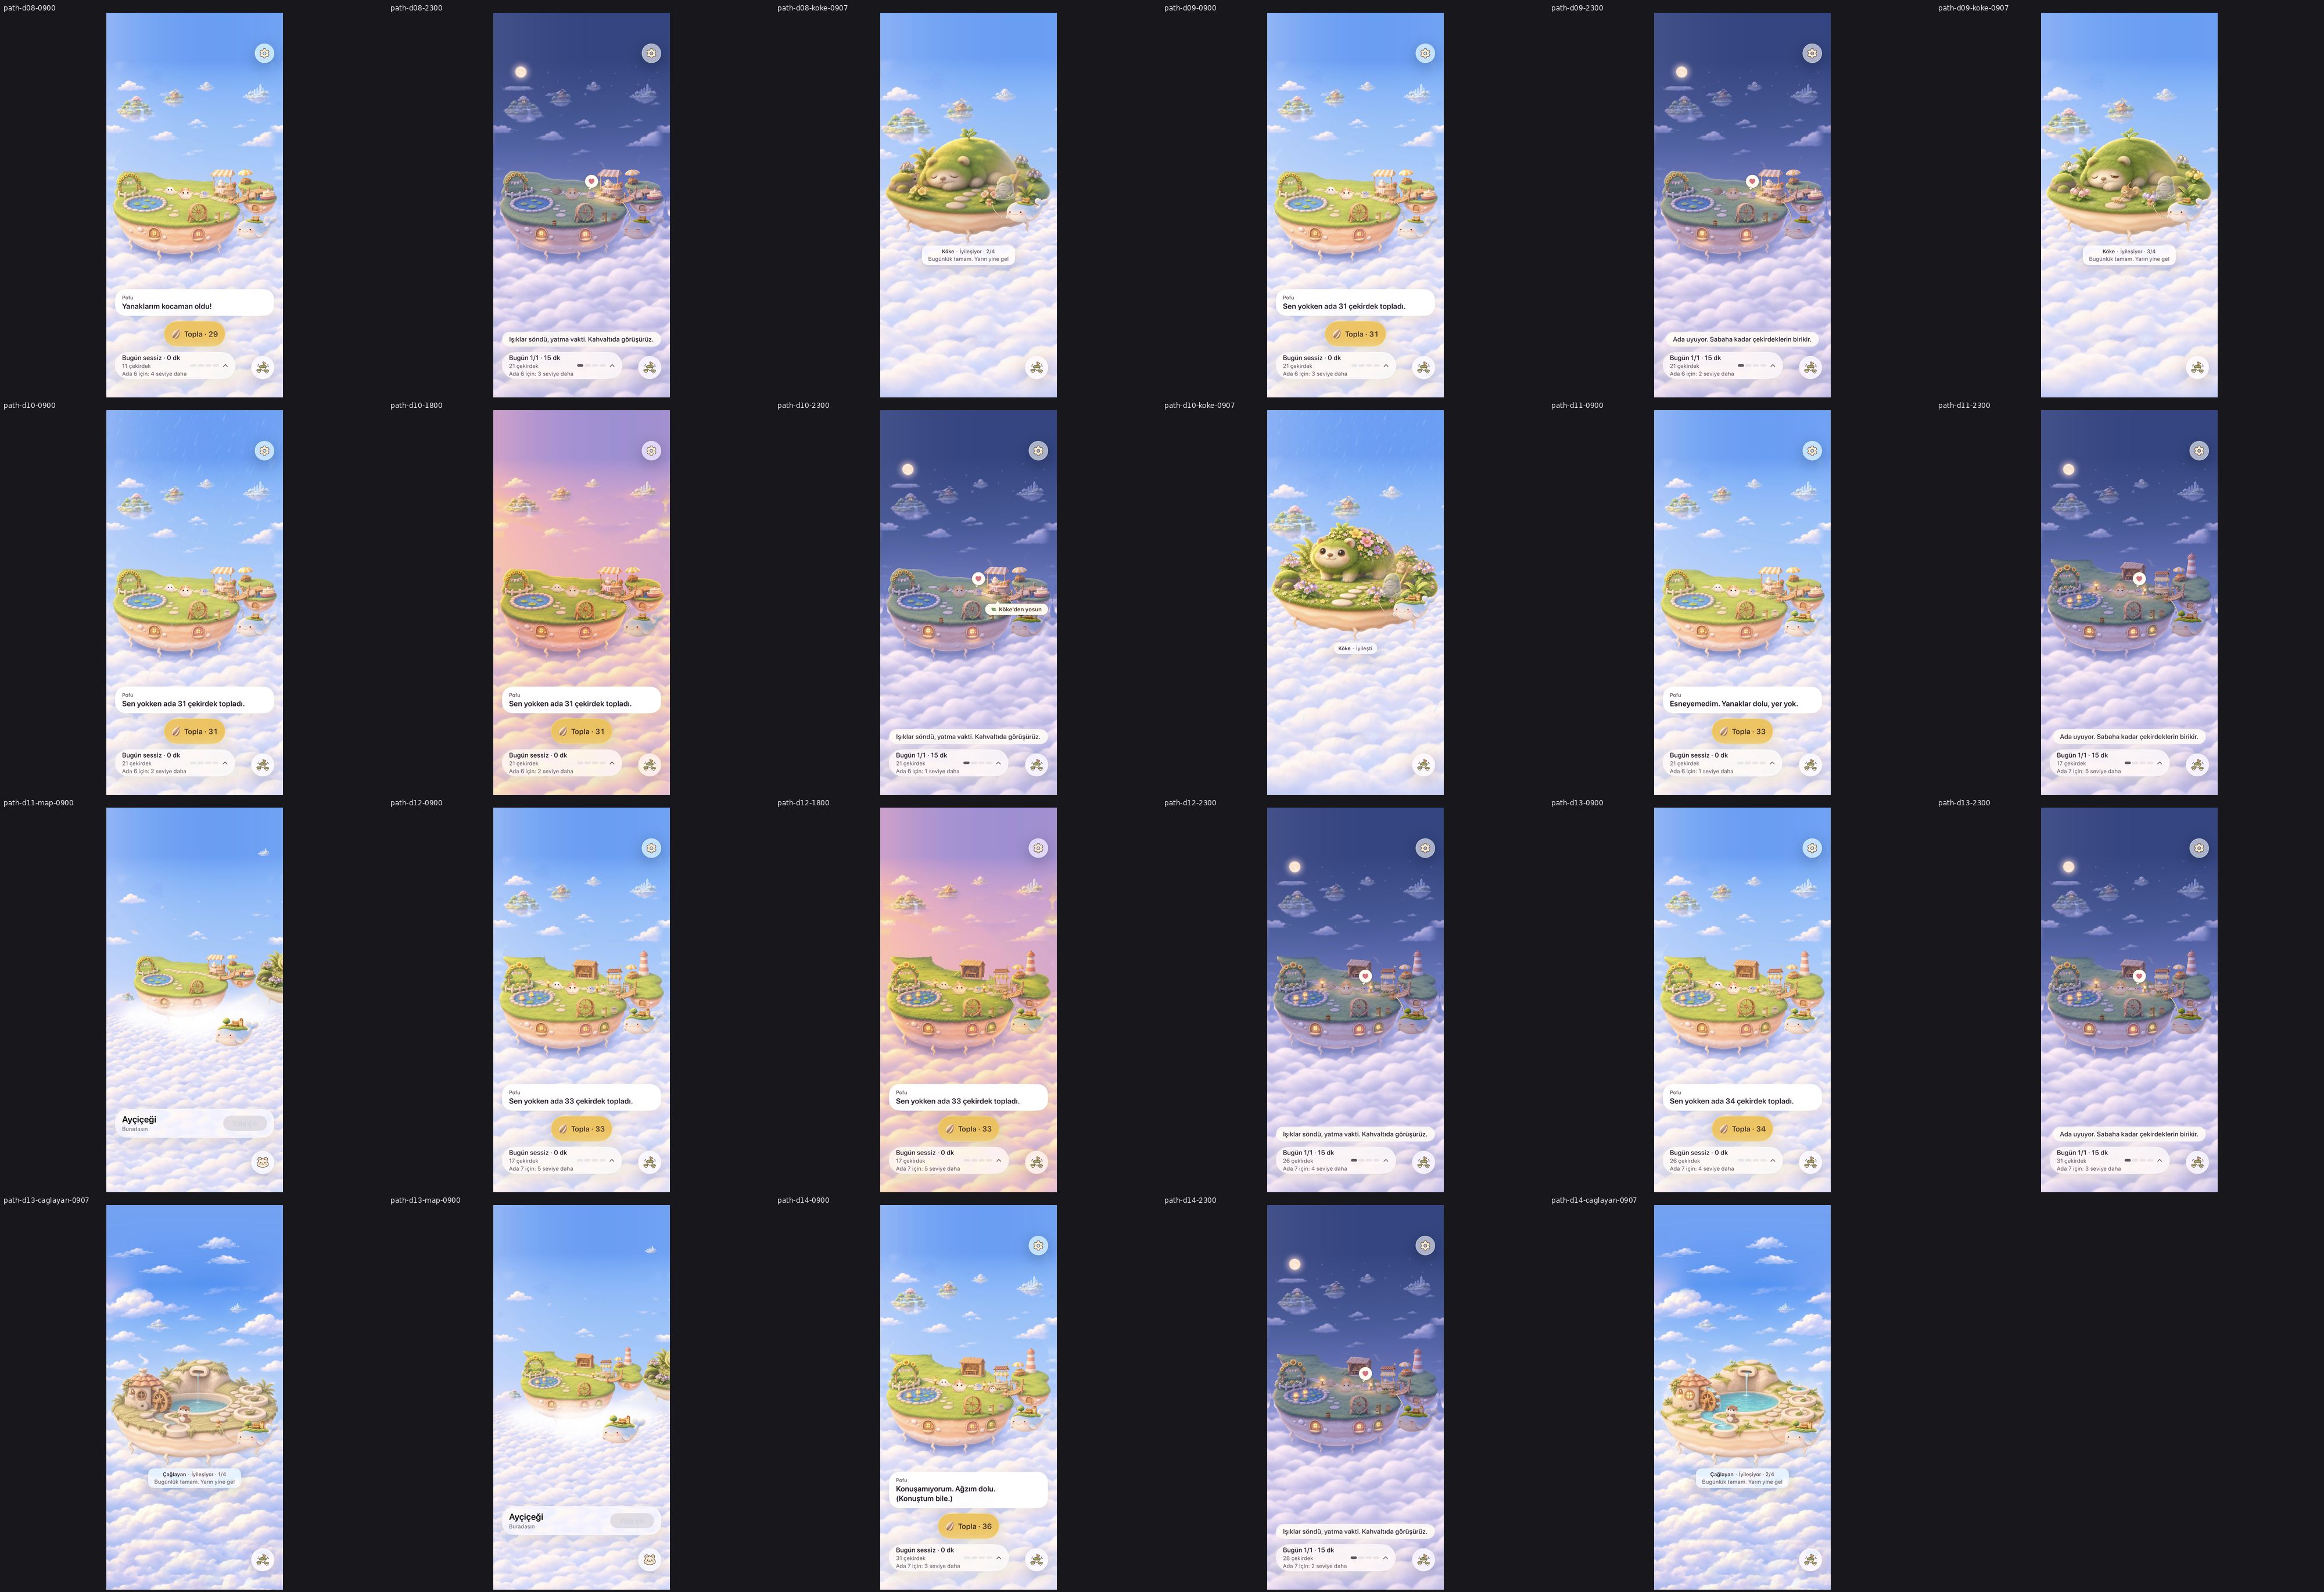 path-d08-0900
Pofu
Yanaklarım kocaman oldu!
Topla · 29
Bugün sessiz · 0 dk
11 çekirdek
Ada 6 için: 4 seviye daha
path-d08-2300
Işıklar söndü, yatma vakti. Kahvaltıda görüşürüz.
Bugün 1/1 · 15 dk
21 çekirdek
Ada 6 için: 3 seviye daha
path-d08-koke-0907
Köke · İyileşiyor · 2/4
Bugünlük tamam. Yarın yine gel
path-d09-0900
Pofu
Sen yokken ada 31 çekirdek topladı.
Topla · 31
Bugün sessiz · 0 dk
21 çekirdek
Ada 6 için: 3 seviye daha
path-d09-2300
Ada uyuyor. Sabaha kadar çekirdeklerin birikir.
Bugün 1/1 · 15 dk
21 çekirdek
Ada 6 için: 2 seviye daha
path-d09-koke-0907
Köke · İyileşiyor · 3/4
Bugünlük tamam. Yarın yine gel
path-d10-0900
Pofu
Sen yokken ada 31 çekirdek topladı.
Topla · 31
Bugün sessiz · 0 dk
21 çekirdek
Ada 6 için: 2 seviye daha
path-d10-1800
Pofu
Sen yokken ada 31 çekirdek topladı.
Topla · 31
Bugün sessiz · 0 dk
21 çekirdek
Ada 6 için: 2 seviye daha
path-d10-2300
Köke'den yosun
Işıklar söndü, yatma vakti. Kahvaltıda görüşürüz.
Bugün 1/1 · 15 dk
21 çekirdek
Ada 6 için: 1 seviye daha
path-d10-koke-0907
Köke · İyileşti
path-d11-0900
Pofu
Esneyemedim. Yanaklar dolu, yer yok.
Topla · 33
Bugün sessiz · 0 dk
21 çekirdek
Ada 6 için: 1 seviye daha
path-d11-2300
Ada uyuyor. Sabaha kadar çekirdeklerin birikir.
Bugün 1/1 · 15 dk
17 çekirdek
Ada 7 için: 5 seviye daha
path-d11-map-0900
Ayçiçeği
Buradasın
path-d12-0900
Pofu
Sen yokken ada 33 çekirdek topladı.
Topla · 33
Bugün sessiz · 0 dk
17 çekirdek
Ada 7 için: 5 seviye daha
path-d12-1800
Pofu
Sen yokken ada 33 çekirdek topladı.
Topla · 33
Bugün sessiz · 0 dk
17 çekirdek
Ada 7 için: 5 seviye daha
path-d12-2300
Işıklar söndü, yatma vakti. Kahvaltıda görüşürüz.
Bugün 1/1 · 15 dk
26 çekirdek
Ada 7 için: 4 seviye daha
path-d13-0900
Pofu
Sen yokken ada 34 çekirdek topladı.
Topla · 34
Bugün sessiz · 0 dk
26 çekirdek
Ada 7 için: 4 seviye daha
path-d13-2300
Ada uyuyor. Sabaha kadar çekirdeklerin birikir.
Bugün 1/1 · 15 dk
31 çekirdek
Ada 7 için: 3 seviye daha
path-d13-caglayan-0907
Çağlayan · İyileşiyor · 1/4
Bugünlük tamam. Yarın yine gel
path-d13-map-0900
Ayçiçeği
Buradasın
path-d14-0900
Pofu
Konuşamıyorum. Ağzım dolu.
(Konuştum bile.)
Topla · 36
Bugün sessiz · 0 dk
31 çekirdek
Ada 7 için: 3 seviye daha
path-d14-2300
Işıklar söndü, yatma vakti. Kahvaltıda görüşürüz.
Bugün 1/1 · 15 dk
28 çekirdek
Ada 7 için: 2 seviye daha
path-d14-caglayan-0907
Çağlayan · İyileşiyor · 2/4
Bugünlük tamam. Yarın yine gel